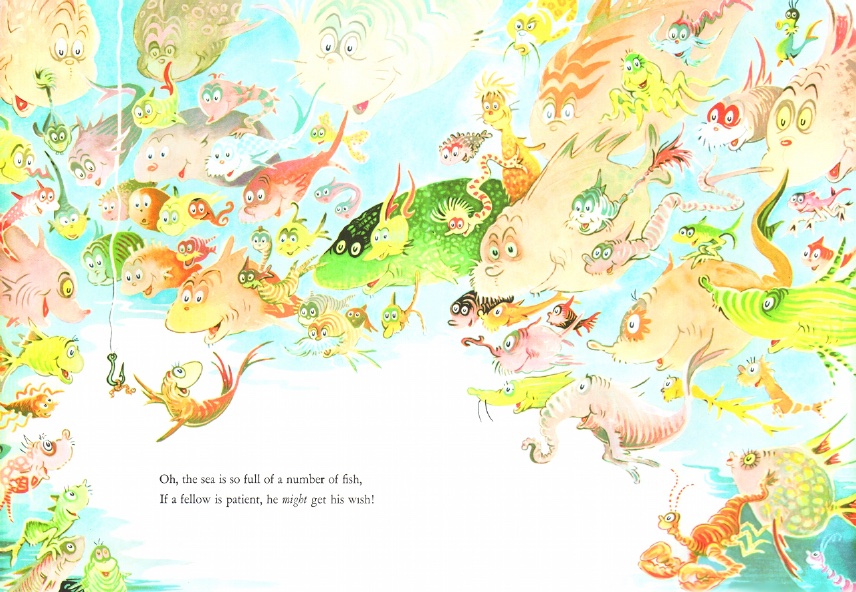 Oh, the sea is so full of a number of fish,
If a fellow is patient, he might get his wish!